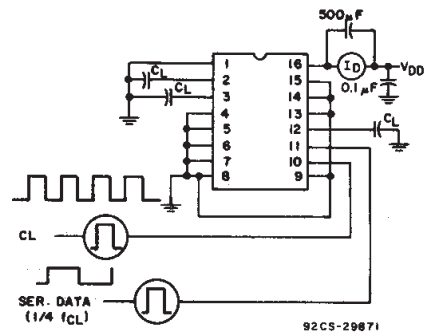 500μF
ID
VDD
0.1μF
CL
CL
CL
1 16
2 15
3 14
4 13
5 12
6 11
7 10
8 9
CL
SER. DATA
(1/4 fCL)
92CS-29871